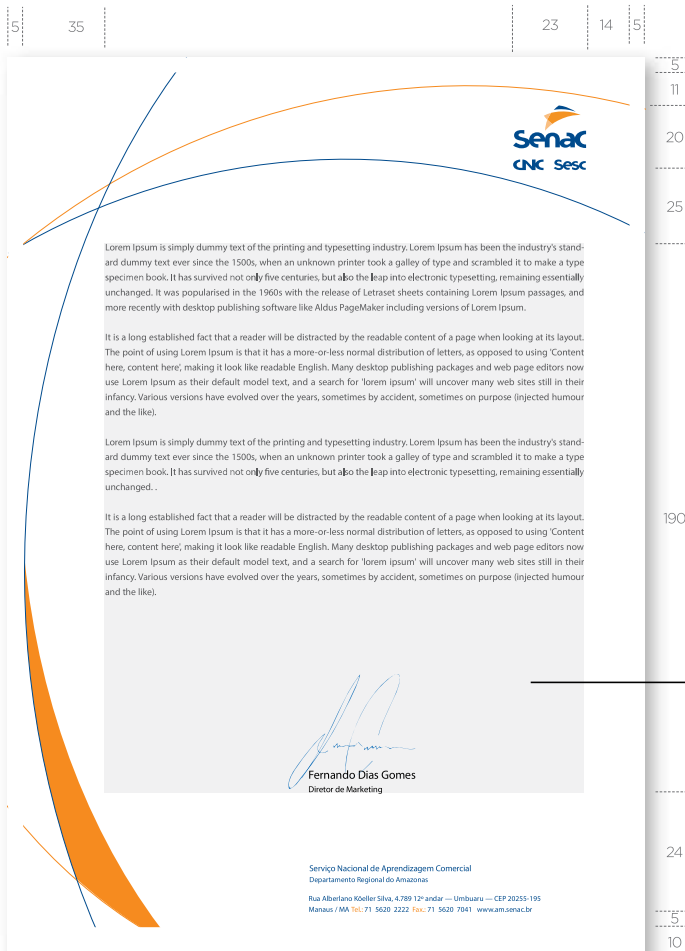 5 35 23 14 5
5
11
20
25
190
24
5
10
Senac
CNC Sesc
Lorem Ipsum is simply dummy text of the printing and typesetting industry. Lorem Ipsum has been the industry's stand-
ard dummy text ever since the 1500s, when an unknown printer took a galley of type and scrambled it to make a type
specimen book. It has survived not only five centuries, but also the leap into electronic typesetting, remaining essentially
unchanged. It was popularised in the 1960s with the release of Letraset sheets containing Lorem Ipsum passages, and
more recently with desktop publishing software like Aldus PageMaker including versions of Lorem Ipsum.
It is a long established fact that a reader will be distracted by the readable content of a page when looking at its layout.
The point of using Lorem Ipsum is that it has a more-or-less normal distribution of letters, as opposed to using 'Content
here, content here', making it look like readable English. Many desktop publishing packages and web page editors now
use Lorem Ipsum as their default model text, and a search for 'lorem ipsum' will uncover many web sites still in their
infancy. Various versions have evolved over the years, sometimes by accident, sometimes on purpose (injected humour
and the like).
Lorem Ipsum is simply dummy text of the printing and typesetting industry. Lorem Ipsum has been the industry's stand-
ard dummy text ever since the 1500s, when an unknown printer took a galley of type and scrambled it to make a type
specimen book. It has survived not only five centuries, but also the leap into electronic typesetting, remaining essentially
unchanged. .
It is a long established fact that a reader will be distracted by the readable content of a page when looking at its layout.
The point of using Lorem Ipsum is that it has a more-or-less normal distribution of letters, as opposed to using 'Content
here, content here', making it look like readable English. Many desktop publishing packages and web page editors now
use Lorem Ipsum as their default model text, and a search for 'lorem ipsum' will uncover many web sites still in their
infancy. Various versions have evolved over the years, sometimes by accident, sometimes on purpose (injected humour
and the like).
Fernando Dias Gomes
Diretor de Marketing
Serviço Nacional de Aprendizagem Comercial
Departamento Regional do Amazonas
Rua Alberlano Köeller Silva, 4.789 12º andar — Umbuaru — CEP 20255-195
Manaus / MA Tel.: 71 5620 2222 Fax.: 71 5620 7041 www.am.senac.br